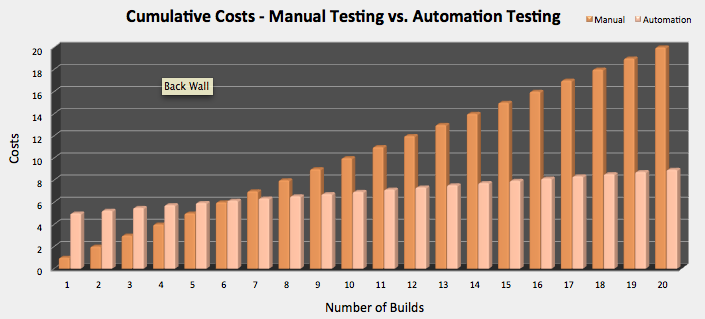 Cumulative Costs - Manual Testing vs. Automation Testing
Manual Automation
Back Wall
Costs
20
18
16
14
12
10
8
6
4
2
0
1 2 3 4 5 6 7 8 9 10 11 12 13 14 15 16 17 18 19 20
Number of Builds